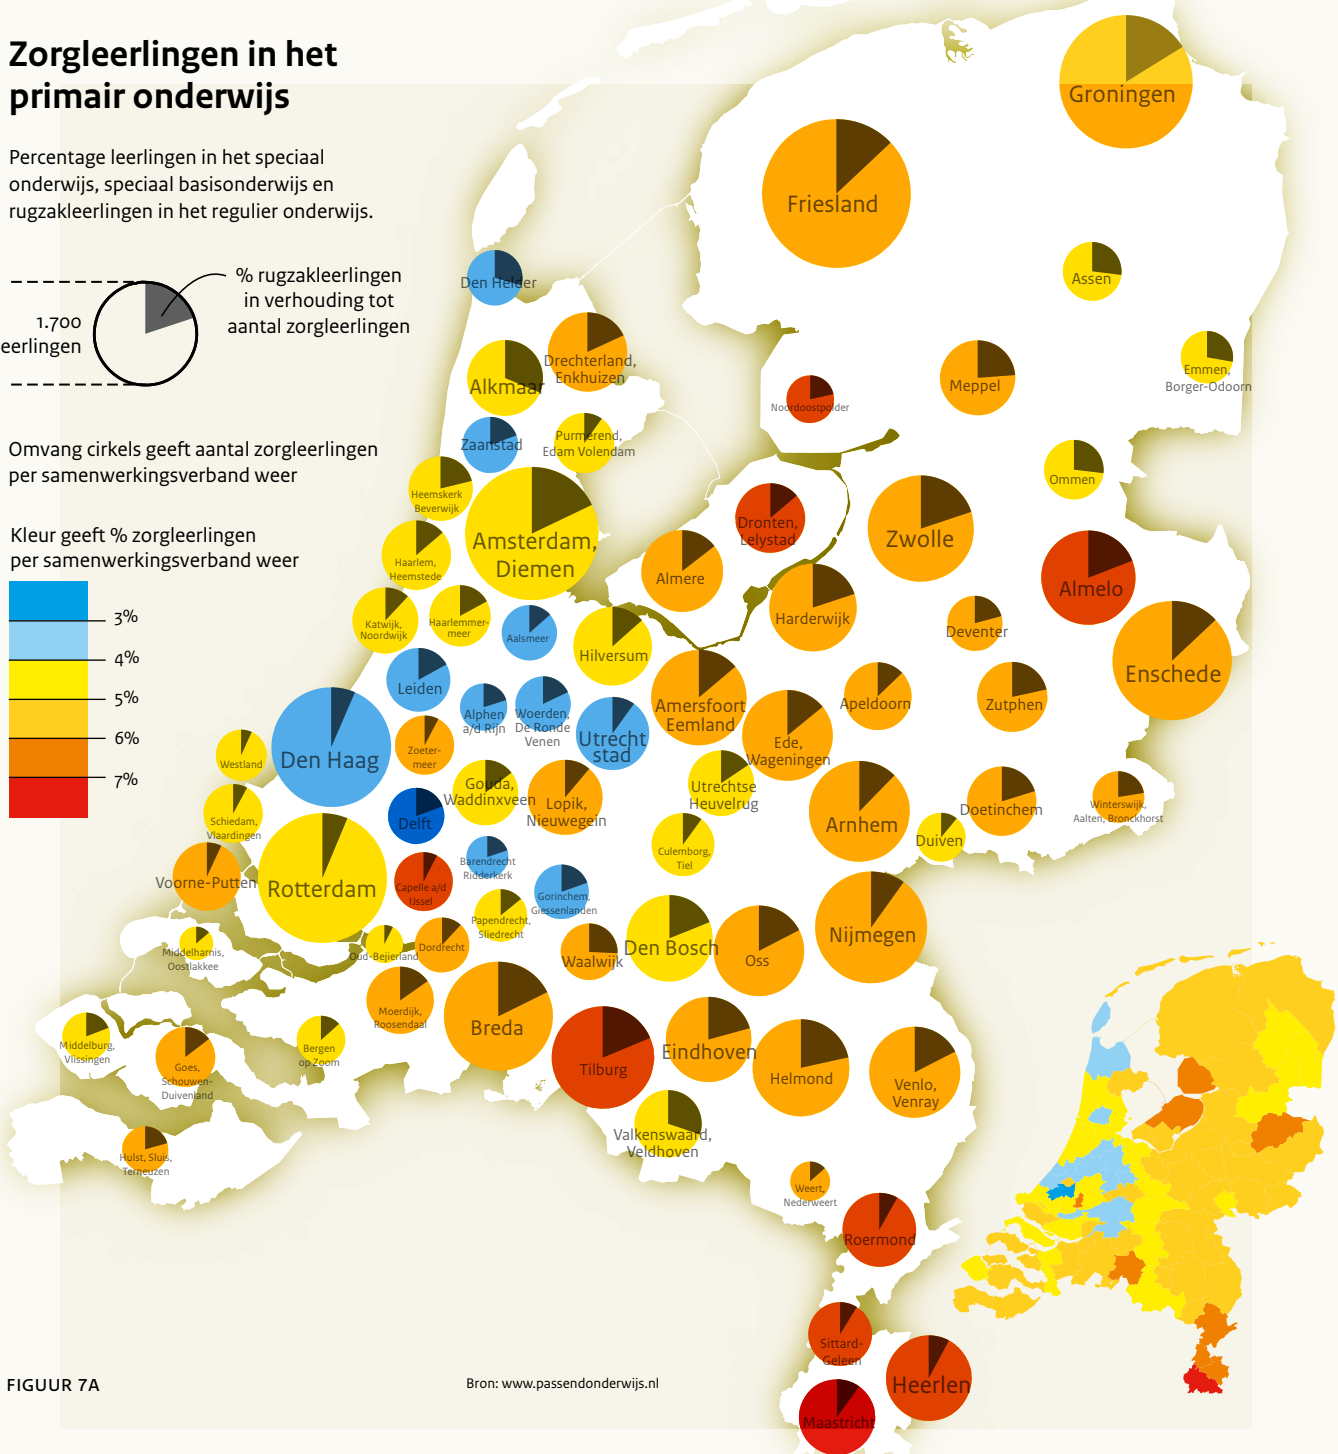 Zorgleerlingen in het
primair onderwijs
Percentage leerlingen in het speciaal
onderwijs, speciaal basisonderwijs en
rugzakleerlingen in het regulier onderwijs.
% rugzakleerlingen
in verhouding tot
aantal zorgleerlingen
1.700
eerlingen
Omvang cirkels geeft aantal zorgleerlingen
per samenwerkingsverband weer
Kleur geeft % zorgleerlingen
per samenwerkingsverband weer
3%
4%
5%
6%
7%
Groningen
Friesland
Assen
Den Helder
Drechterland,
Enkhuizen
Alkmaar
Meppel
Emmen,
Borger-Odoorn
Noordoostpolder
Zaanstad
Purmerend,
Edam Volendam
Ommen
Heemskerk
Beverwijk
Amsterdam,
Diemen
Dronten,
Lelystad
Zwolle
Haarlem,
Heemstede
Almere
Almelo
Katwijk,
Noordwijk
Haarlemmer-
meer
Aalsmeer
Hilversum
Harderwijk
Deventer
Enschede
Leiden
Alphen
a/d Rijn
Woerden,
De Ronde
Venen
Utrecht
stad
Amersfoort
Eemland
Apeldoorn
Zutphen
Den Haag
Zoeter-
meer
Ede,
Wageningen
Westland
Gouda,
Waddinxveen
Lopik,
Nieuwegein
Utrechtse
Heuvelrug
Arnhem
Doetinchem
Winterswijk,
Aalten, Bronckhorst
Schiedam,
Vlaardingen
Delft
Culemborg,
Tiel
Duiven
Voorne-Putten
Rotterdam
Capelle a/d
IJssel
Barendrecht
Ridderkerk
Gorinchem,
Giessenlanden
Papendrecht,
Sliedrecht
Nijmegen
Middelharnis,
Oostlakkee
Oud-Bejierland
Dordrecht
Waalwijk
Den Bosch
Oss
Moerdijk,
Roosendaal
Breda
Middelburg,
Vlissingen
Goes,
Schouwen-
Duivenland
Bergen
op Zoom
Tilburg
Eindhoven
Helmond
Venlo,
Venray
Hulst, Sluis,
Terneuzen
Valkenswaard,
Veldhoven
Weert,
Nederweert
Roermond
Sittard-
Geleen
Heerlen
Maastricht
FIGUUR 7A
Bron: www.passendonderwijs.nl